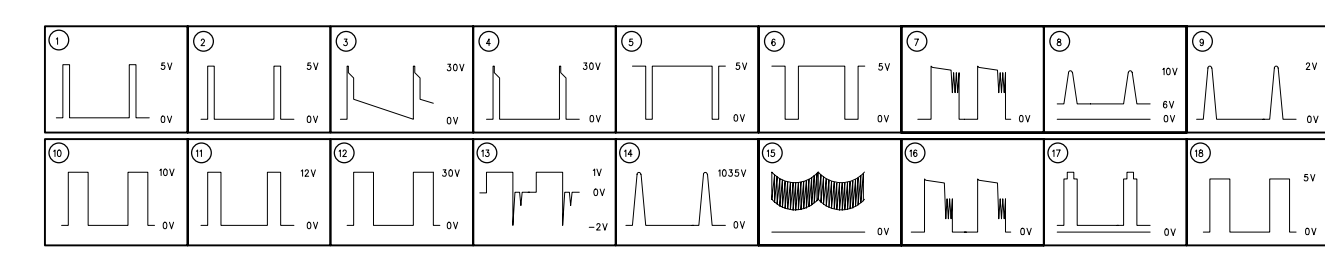 1 5V 0V
2 5V 0V
3 30V 0V
4 30V 0V
5 5V 0V
6 5V 0V
7 0V
8 10V 6V 0V
9 2V 0V
10 10V 0V
11 12V 0V
12 30V 0V
13 1V 0V -2V
14 1035V 0V
15 0V
16 0V
17 0V
18 5V 0V